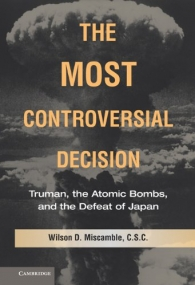 THE
MOST
CONTROVERSIAL
DECISION
Truman, the Atomic Bombs,
and the Defeat of Japan
Wilson D. Miscamble, C.S.C.
CAMBRIDGE